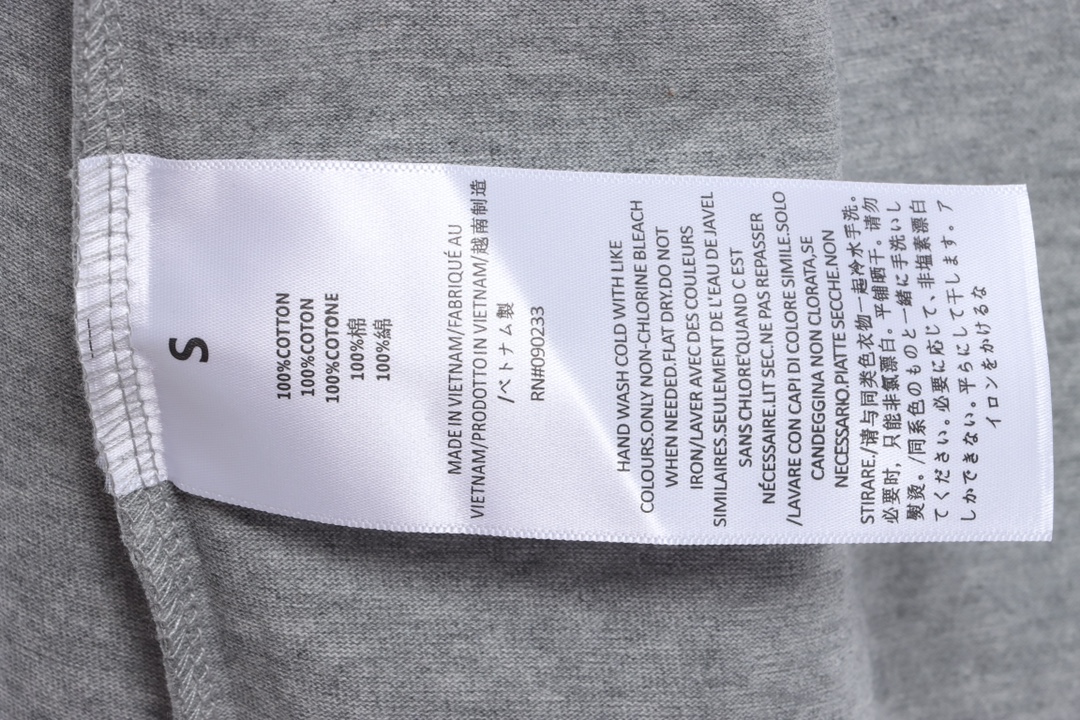 S
100%COTTON
100%COTON
100%COTONE
100%棉
100%綿
MADE IN VIETNAM/FABRIQUÉ AU
VIETNAM/PRODOTTO IN VIETNAM/越南制造
/ベトナム製
RN#090233
HAND WASH COLD WITH LIKE
COLOURS.ONLY NON-CHLORINE BLEACH
WHEN NEEDED.FLAT DRY.DO NOT
IRON/LAVER AVEC DES COULEURS
SIMILAIRES.SEULEMENT DE L'EAU DE JAVEL
SANS CHLORE'QUAND C EST
NÉCESSAIRE.LIT SEC.NE PAS REPASSER
/LAVARE CON CAPI DI COLORE SIMILE.SOLO
CANDEGGINA NON CLORATA,SE
NECESSARIO.PIATTE SECCHE.NON
STIRARE./请与同类色衣物一起冷水手洗。
必要时，只能非氯漂白。平铺晒干。请勿
熨烫。/同系色のものと一緒に手洗いし
てください。必要に応じて、非塩素漂白
しかできない。平らにして干します。ア
イロンをかけるな